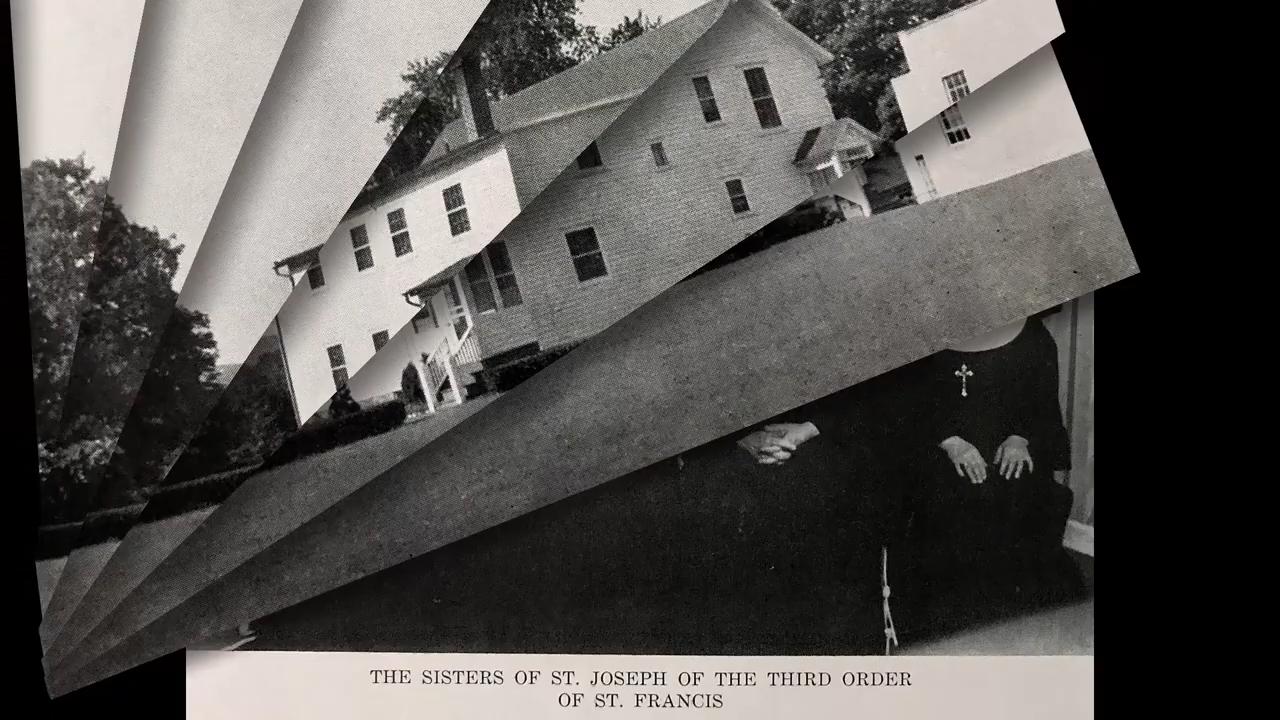 THE SISTERS OF ST. JOSEPH OF THE THIRD ORDER
OF ST. FRANCIS